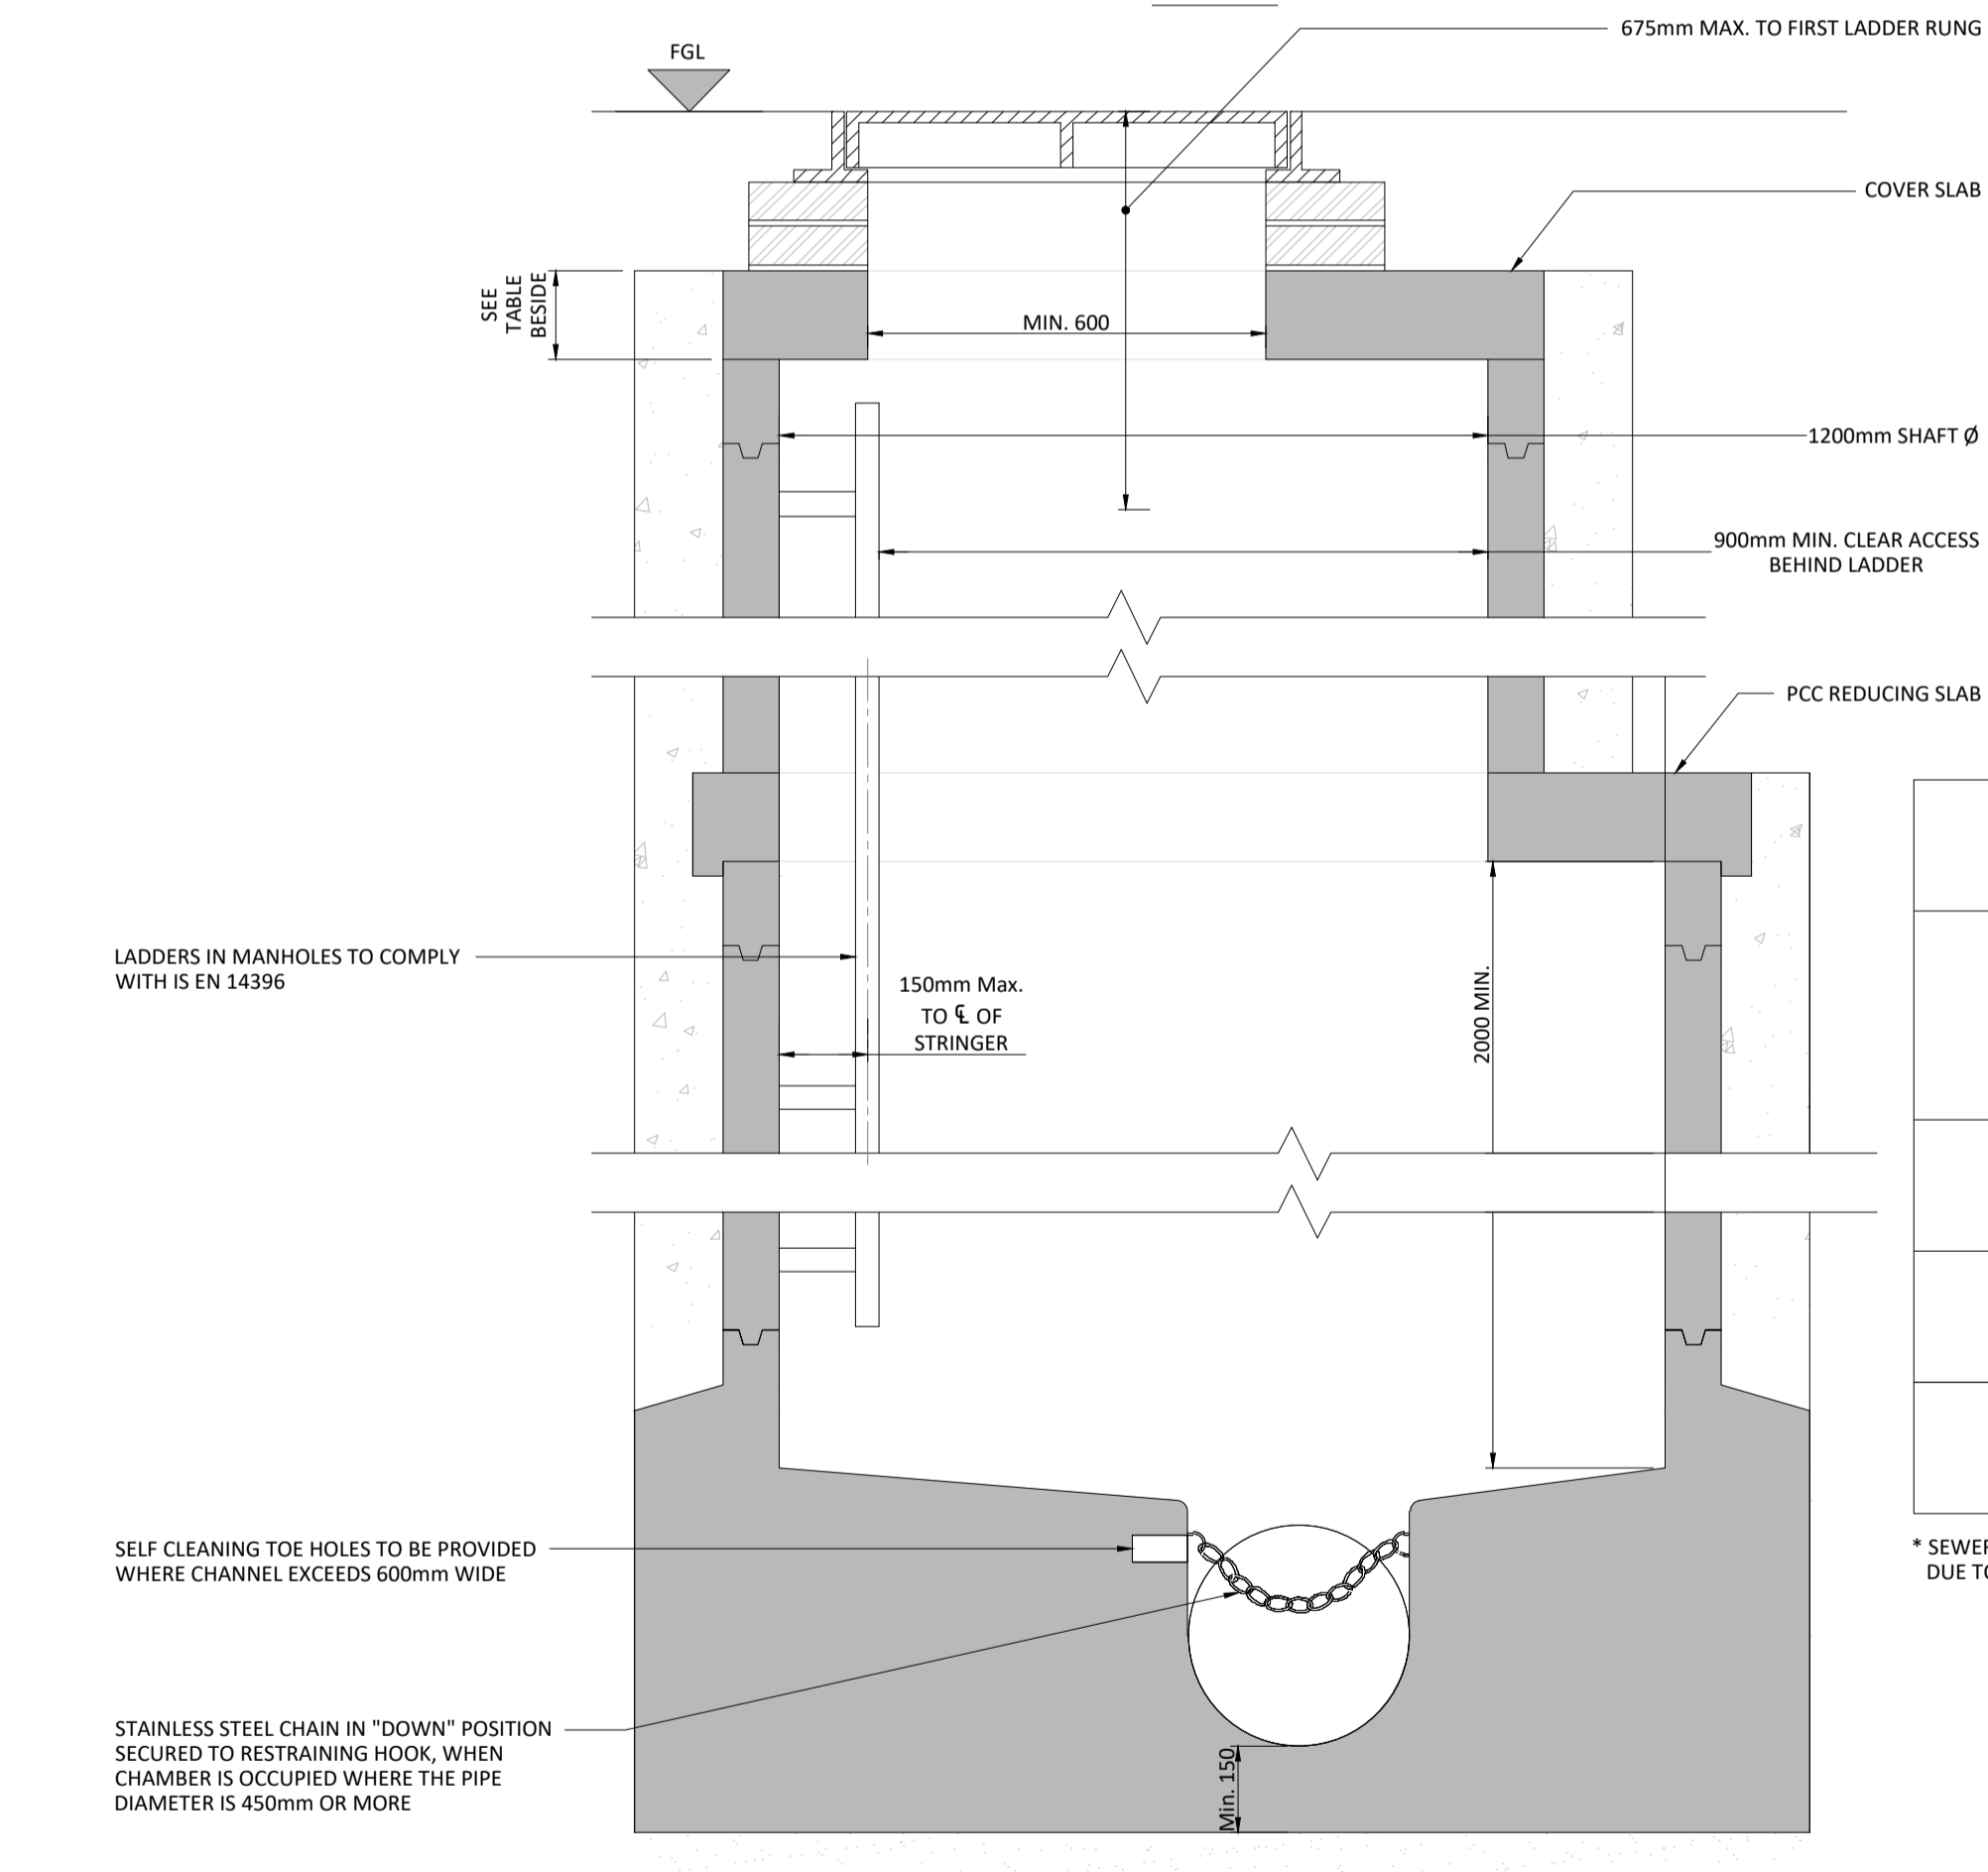 675mm MAX. TO FIRST LADDER RUNG
FGL
COVER SLAB
SEE
TABLE
BESIDE
MIN. 600
1200mm SHAFT Ø
900mm MIN. CLEAR ACCESS
BEHIND LADDER
PCC REDUCING SLAB
LADDERS IN MANHOLES TO COMPLY
WITH IS EN 14396
150mm Max.
TO ℄ OF
STRINGER
2000 MIN.
SELF CLEANING TOE HOLES TO BE PROVIDED
WHERE CHANNEL EXCEEDS 600mm WIDE
* SEWER
DUE TO
STAINLESS STEEL CHAIN IN "DOWN" POSITION
SECURED TO RESTRAINING HOOK, WHEN
CHAMBER IS OCCUPIED WHERE THE PIPE
DIAMETER IS 450mm OR MORE
Min. 150